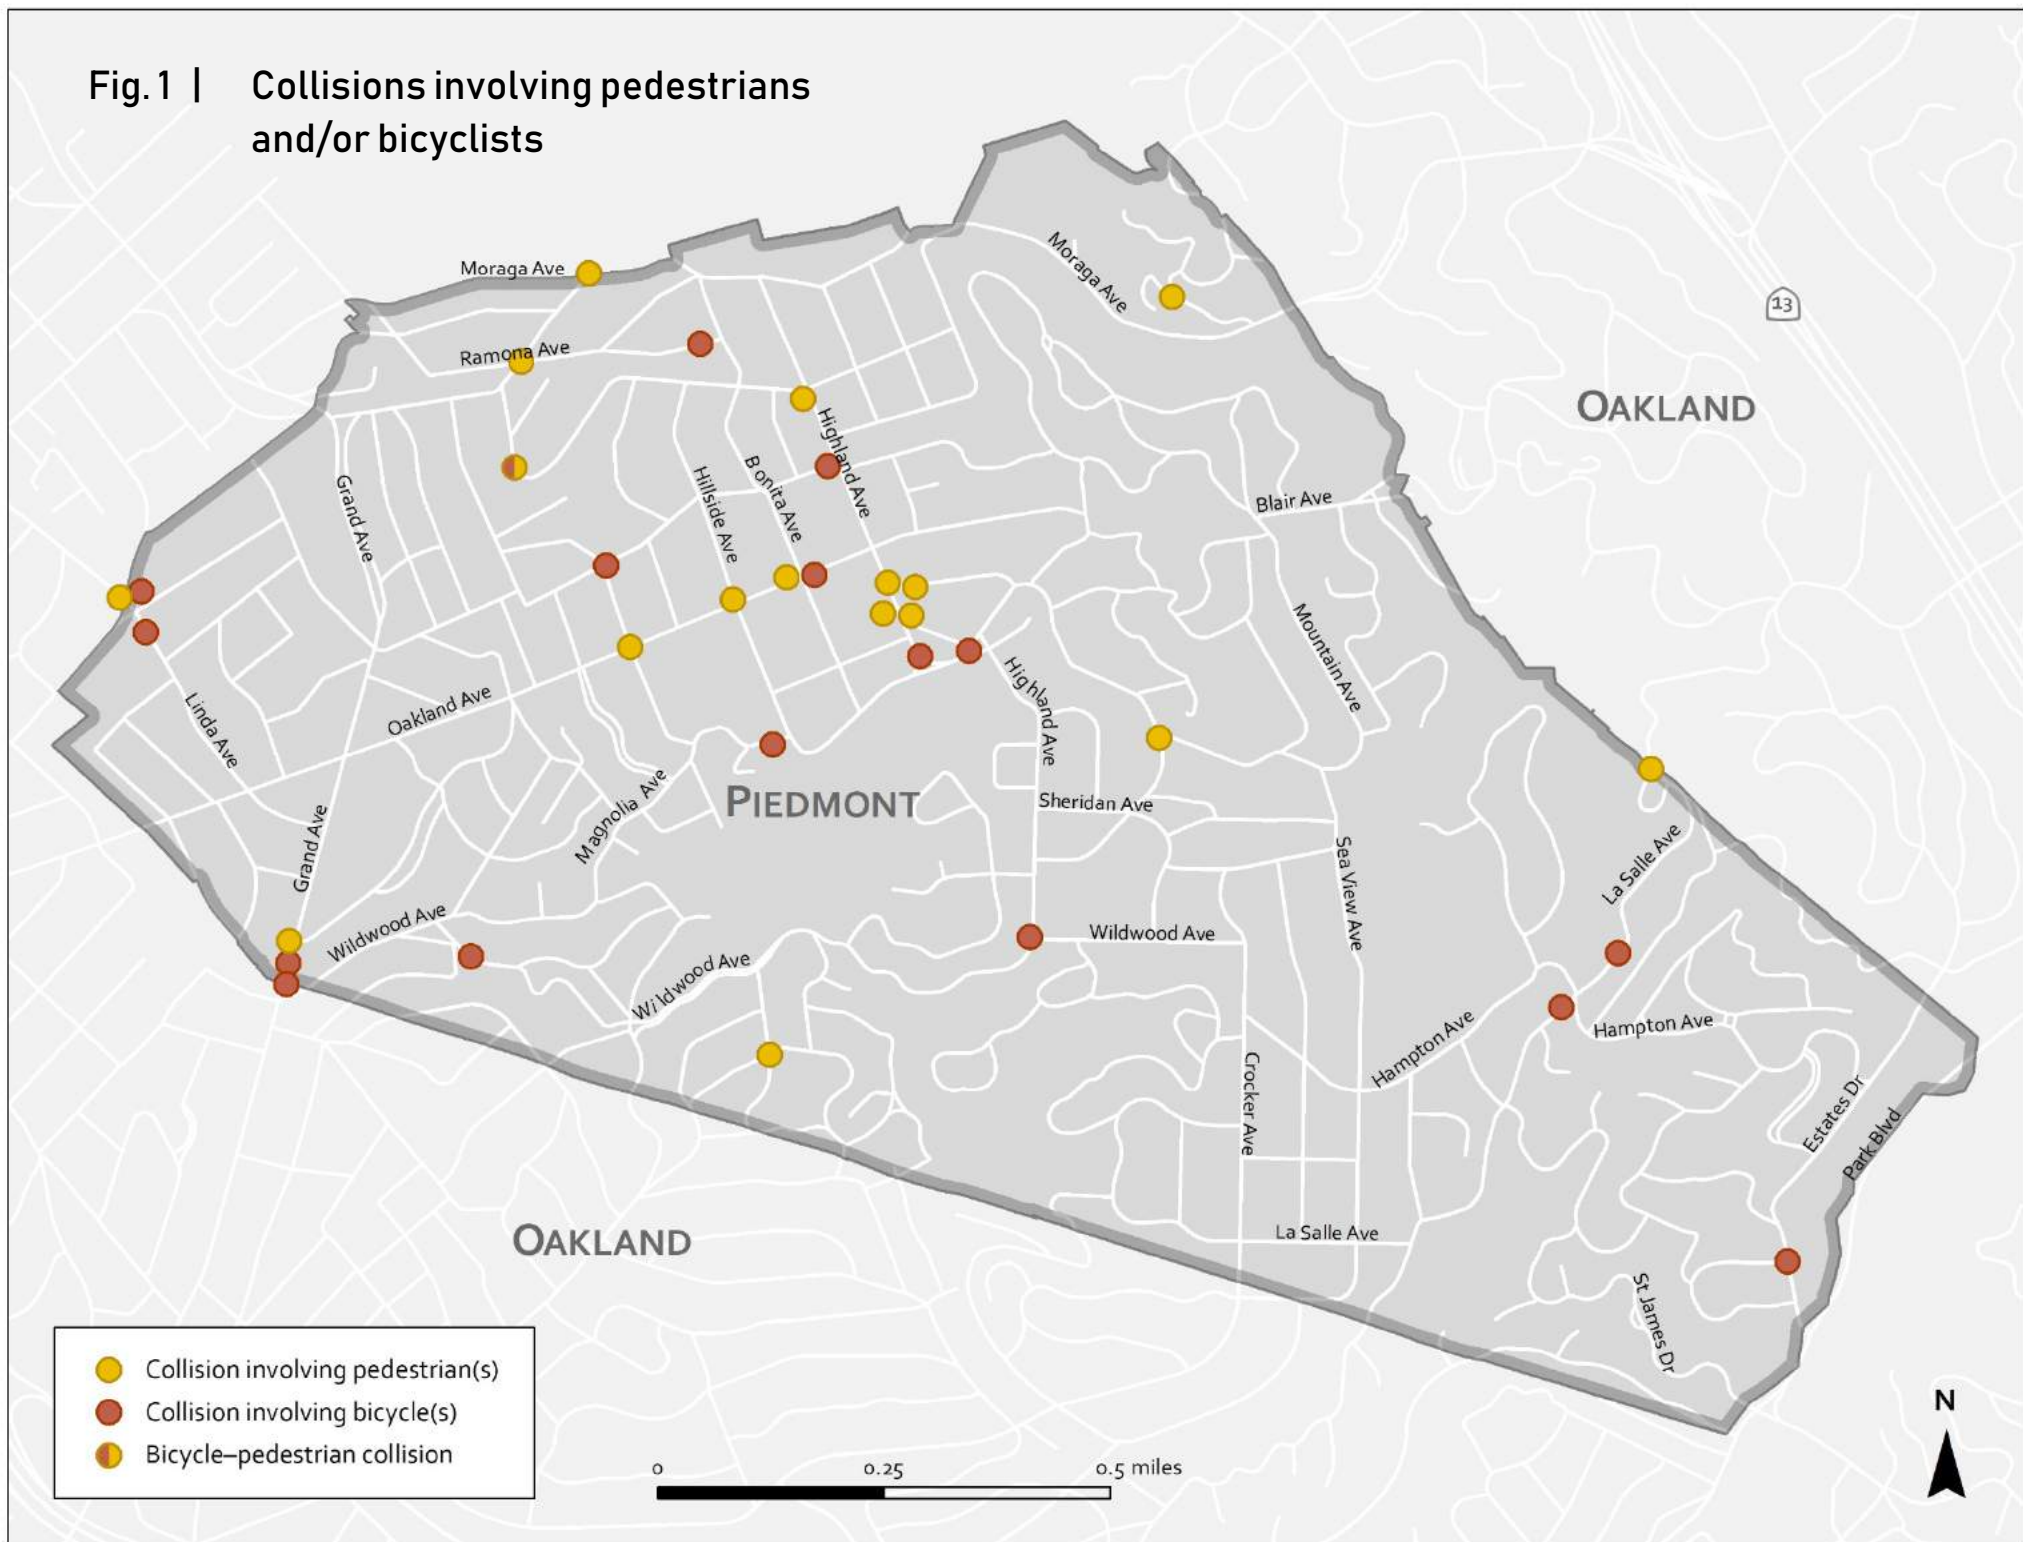 Fig. 1 | Collisions involving pedestrians
and/or bicyclists
Moraga Ave
Moraga Ave
13
Ramona Ave
OAKLAND
Highland Ave
Grand Ave
Hillside Ave
Bonita Ave
Blair Ave
Mountain Ave
Linda Ave
Oakland Ave
Highland Ave
Magnolia Ave
PIEDMONT
Sheridan Ave
Grand Ave
Sea View Ave
La Salle Ave
Wildwood Ave
Wildwood Ave
Wildwood Ave
Hampton Ave
Hampton Ave
Crocker Ave
Estates Dr
Park Blvd
OAKLAND
La Salle Ave
St James Dr
Collision involving pedestrian(s)
Collision involving bicycle(s)
Bicycle–pedestrian collision
0 0.25 0.5 miles
N